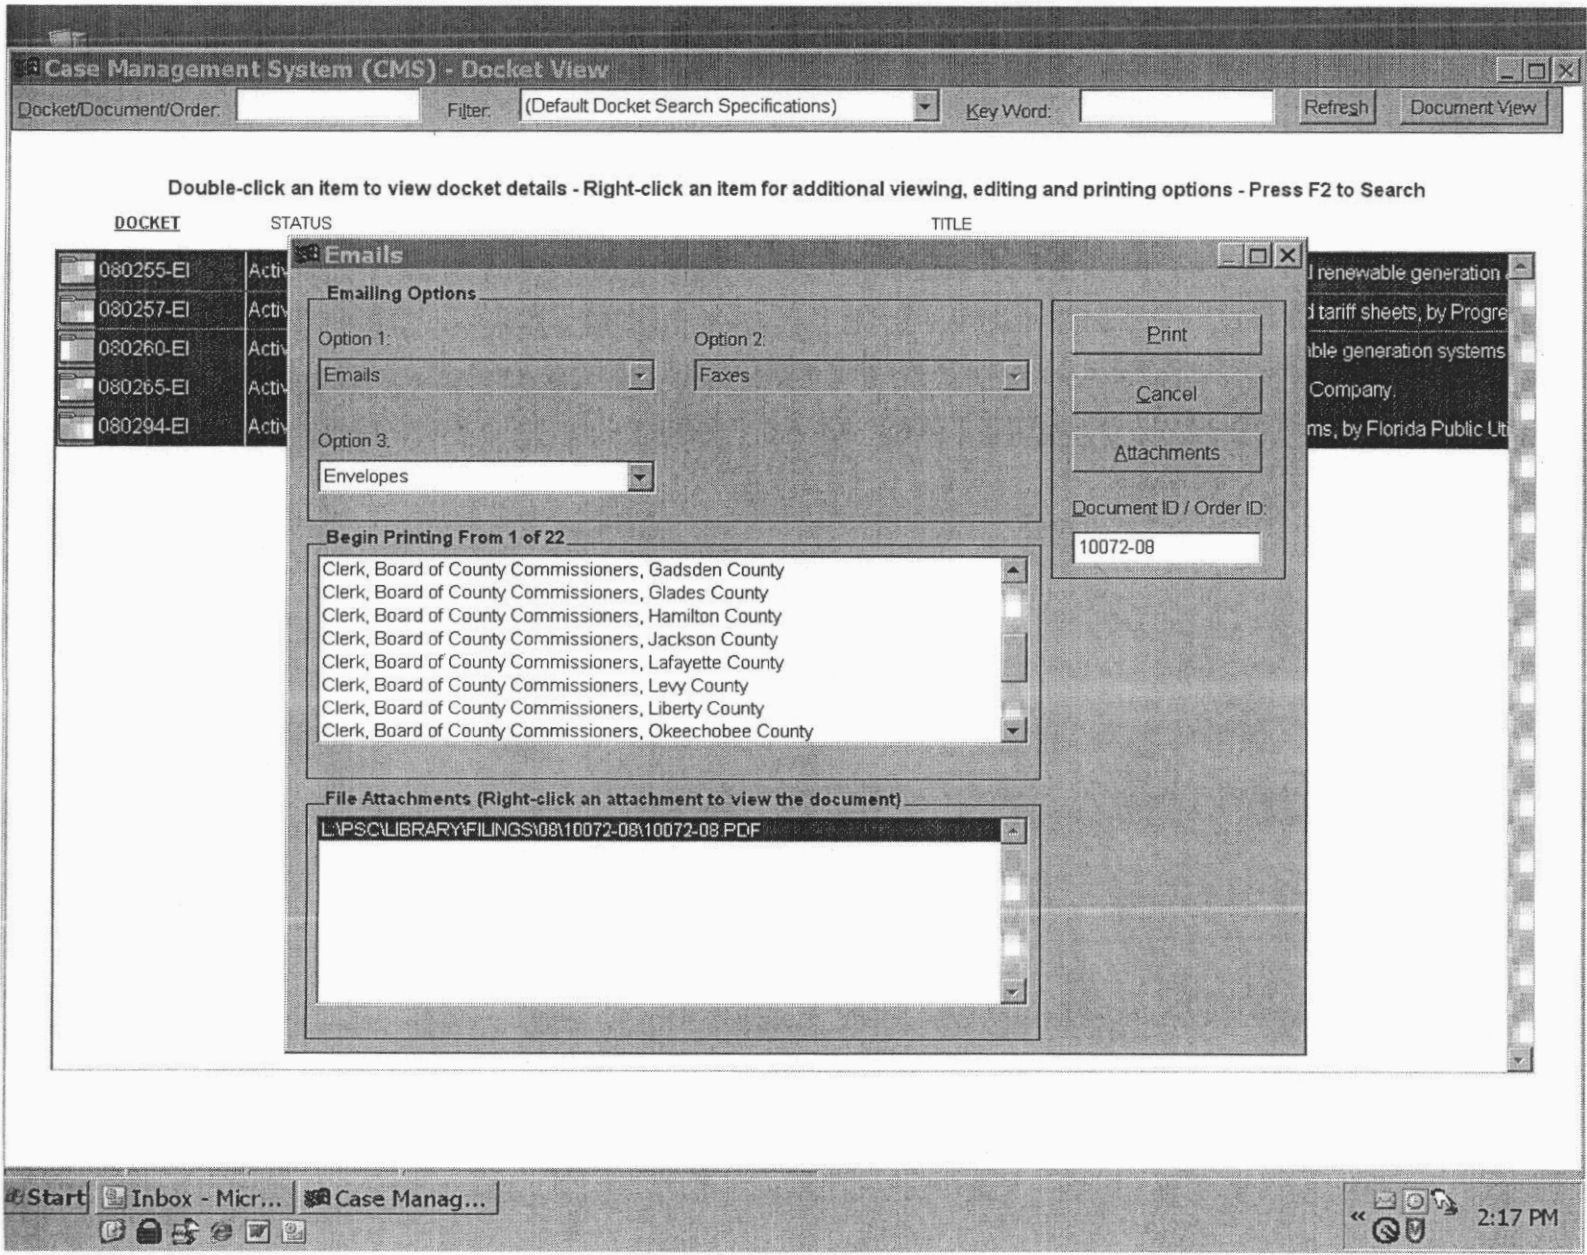 Case Management System (CMS) - Docket View
Docket/Document/Order: Filter: (Default Docket Search Specifications) Key Word: Refresh Document View
Double-click an item to view docket details - Right-click an item for additional viewing, editing and printing options - Press F2 to Search
DOCKET STATUS TITLE
080255-EI Activ renewable generation
080257-EI Activ d tariff sheets, by Progre
080260-EI Activ ble generation systems
080265-EI Activ Company.
080294-EI Activ ms, by Florida Public Uti
Emails
Emailing Options
Option 1: Option 2:
Emails Faxes
Option 3:
Envelopes
Print
Cancel
Attachments
Document ID / Order ID:
10072-08
Begin Printing From 1 of 22
Clerk, Board of County Commissioners, Gadsden County
Clerk, Board of County Commissioners, Glades County
Clerk, Board of County Commissioners, Hamilton County
Clerk, Board of County Commissioners, Jackson County
Clerk, Board of County Commissioners, Lafayette County
Clerk, Board of County Commissioners, Levy County
Clerk, Board of County Commissioners, Liberty County
Clerk, Board of County Commissioners, Okeechobee County
File Attachments (Right-click an attachment to view the document)
L:\PSC\LIBRARY\FILINGS\08\10072-08\10072-08.PDF
Start Inbox - Micr... Case Manag...
« 2:17 PM